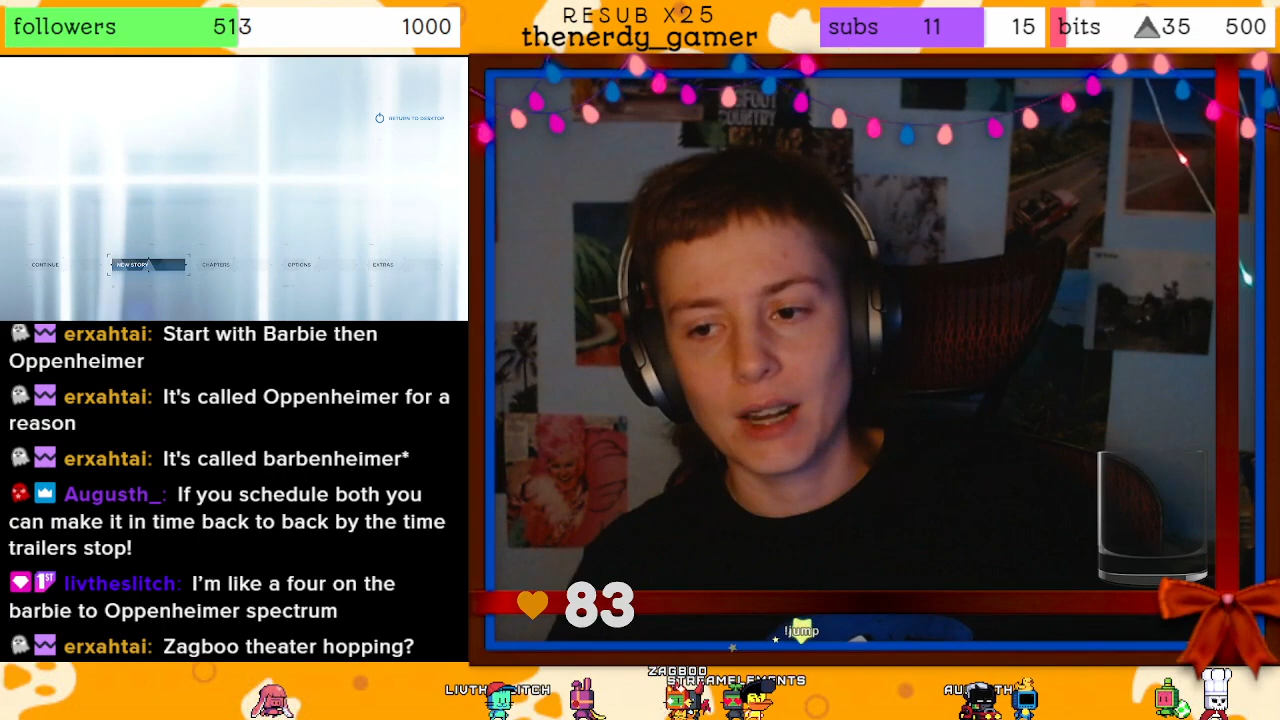 followers 513 1000
RESUB X25
thenerdy_gamer
subs 11 15
bits 35 500
RETURN TO DESKTOP
CONTINUE NEW STORY CHAPTERS OPTIONS EXTRAS
erxahtai: Start with Barbie then
Oppenheimer
erxahtai: It's called Oppenheimer for a
reason
erxahtai: It's called barbenheimer*
Augusth_: If you schedule both you
can make it in time back to back by the time
trailers stop!
1ST livtheslitch: I'm like a four on the
barbie to Oppenheimer spectrum
erxahtai: Zagboo theater hopping?
COUNTRY
83
!jump
ZAGBOO
STREAMELEMENTS